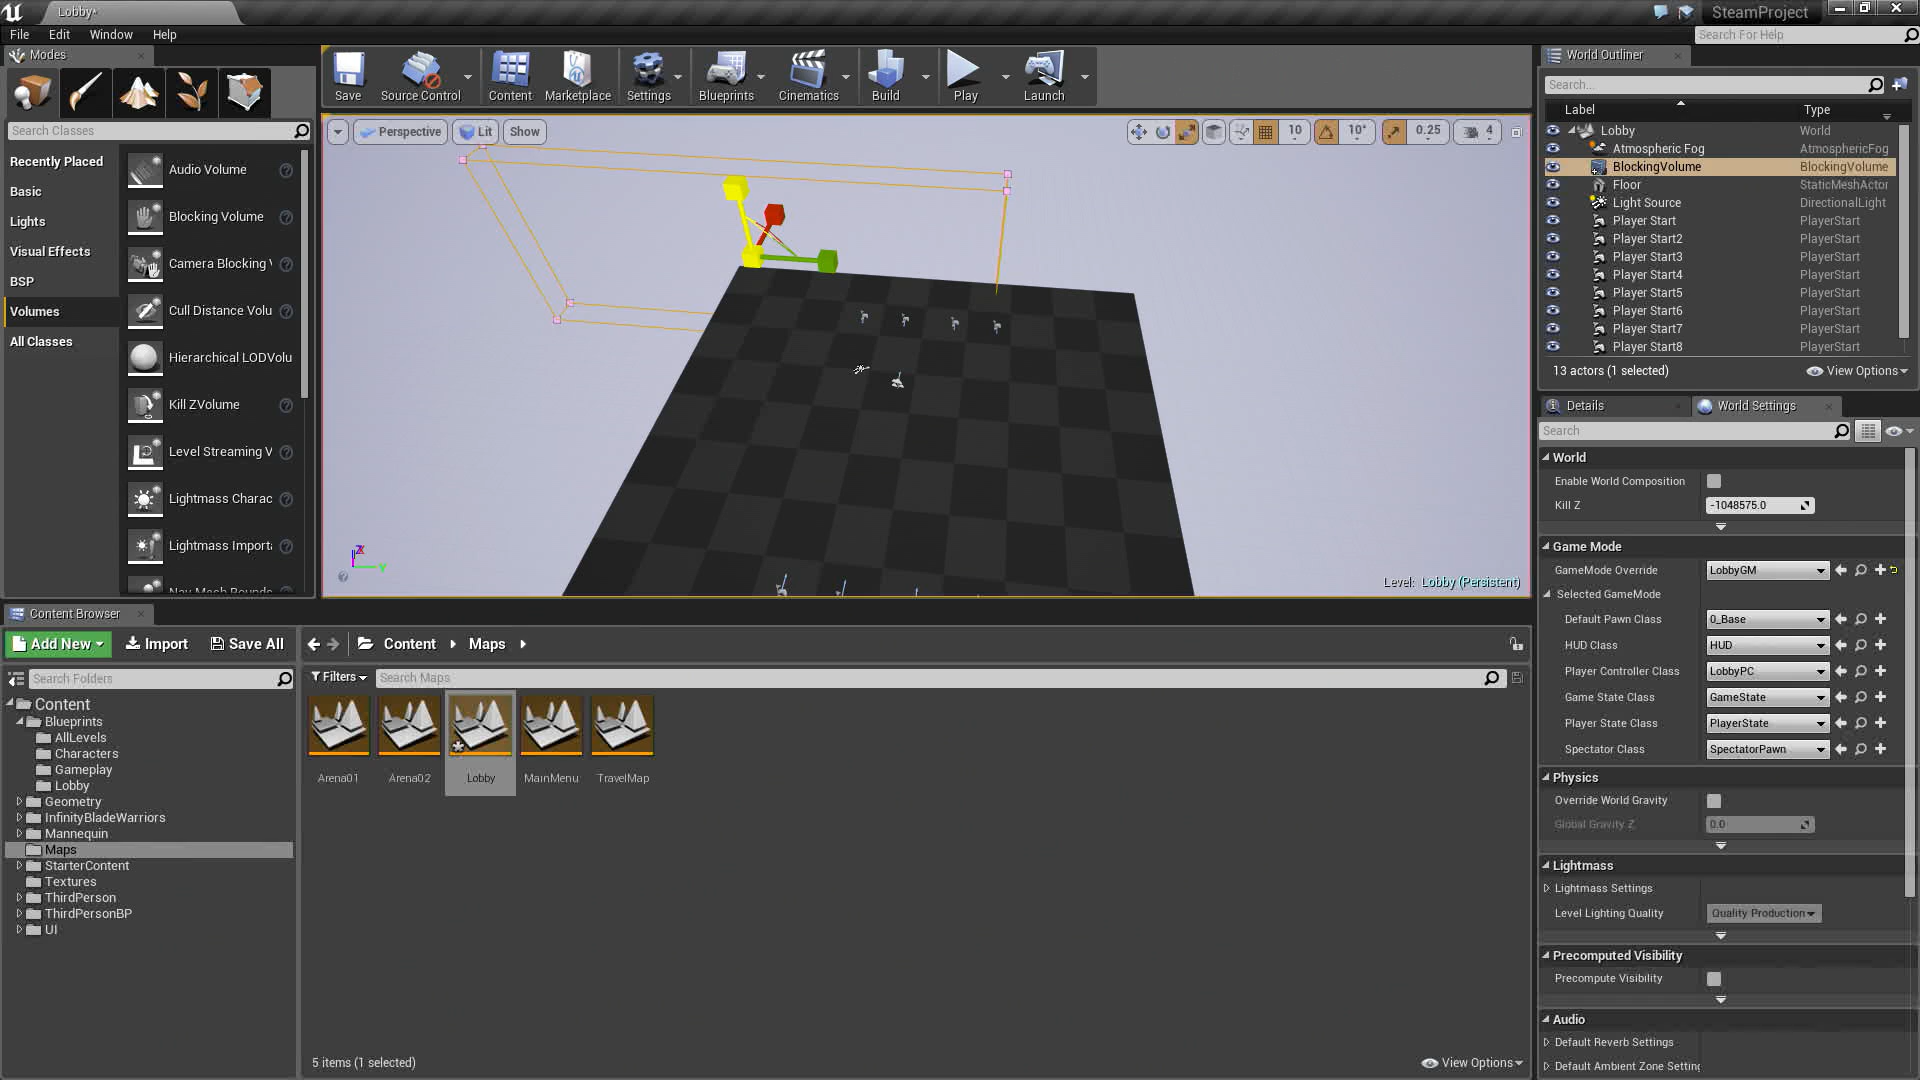 Lobby*
SteamProject
File Edit Window Help
Search For Help
Modes
Search Classes
Recently Placed
Basic
Lights
Visual Effects
BSP
Volumes
All Classes
Audio Volume
Blocking Volume
Camera Blocking V
Cull Distance Volu
Hierarchical LODVolu
Kill ZVolume
Level Streaming V
Lightmass Charac
Lightmass Import
Nav Mesh Bounds
Save
Source Control
Content
Marketplace
Settings
Blueprints
Cinematics
Build
Play
Launch
Perspective
Lit
Show
10
10°
0.25
4
Z
Y
Level: Lobby (Persistent)
World Outliner
Search...
Label Type
Lobby World
Atmospheric Fog AtmosphericFog
BlockingVolume BlockingVolume
Floor StaticMeshActor
Light Source DirectionalLight
Player Start PlayerStart
Player Start2 PlayerStart
Player Start3 PlayerStart
Player Start4 PlayerStart
Player Start5 PlayerStart
Player Start6 PlayerStart
Player Start7 PlayerStart
Player Start8 PlayerStart
13 actors (1 selected)
View Options
Details
World Settings
Search
World
Enable World Composition
Kill Z -1048575.0
Game Mode
GameMode Override LobbyGM
Selected GameMode
Default Pawn Class 0_Base
HUD Class HUD
Player Controller Class LobbyPC
Game State Class GameState
Player State Class PlayerState
Spectator Class SpectatorPawn
Physics
Override World Gravity
Global Gravity Z 0.0
Lightmass
Lightmass Settings
Level Lighting Quality Quality Production
Precomputed Visibility
Precompute Visibility
Audio
Default Reverb Settings
Default Ambient Zone Setting
Content Browser
Add New
Import
Save All
Content
Maps
Search Folders
Filters
Search Maps
Content
Blueprints
AllLevels
Characters
Gameplay
Lobby
Geometry
InfinityBladeWarriors
Mannequin
Maps
StarterContent
Textures
ThirdPerson
ThirdPersonBP
UI
Arena01
Arena02
Lobby
MainMenu
TravelMap
5 items (1 selected)
View Options